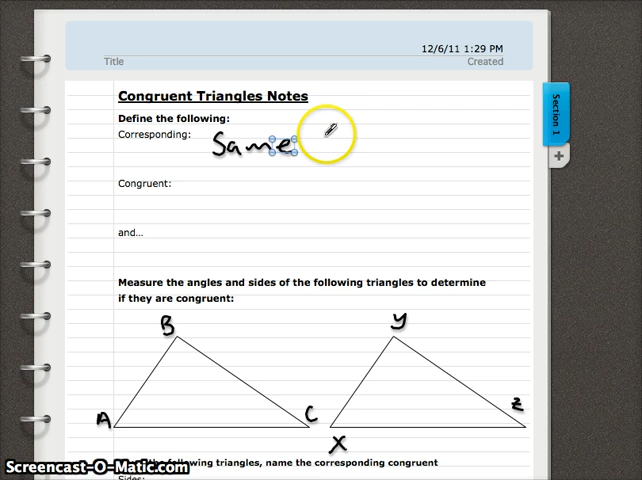 12/6/11 1:29 PM
Title Created
Section 1
Congruent Triangles Notes
Define the following:
Corresponding: Same
Congruent:
and...
Measure the angles and sides of the following triangles to determine
if they are congruent:
B Y
A C X Z
the following triangles, name the corresponding congruent
Sides:
Screencast-O-Matic.com